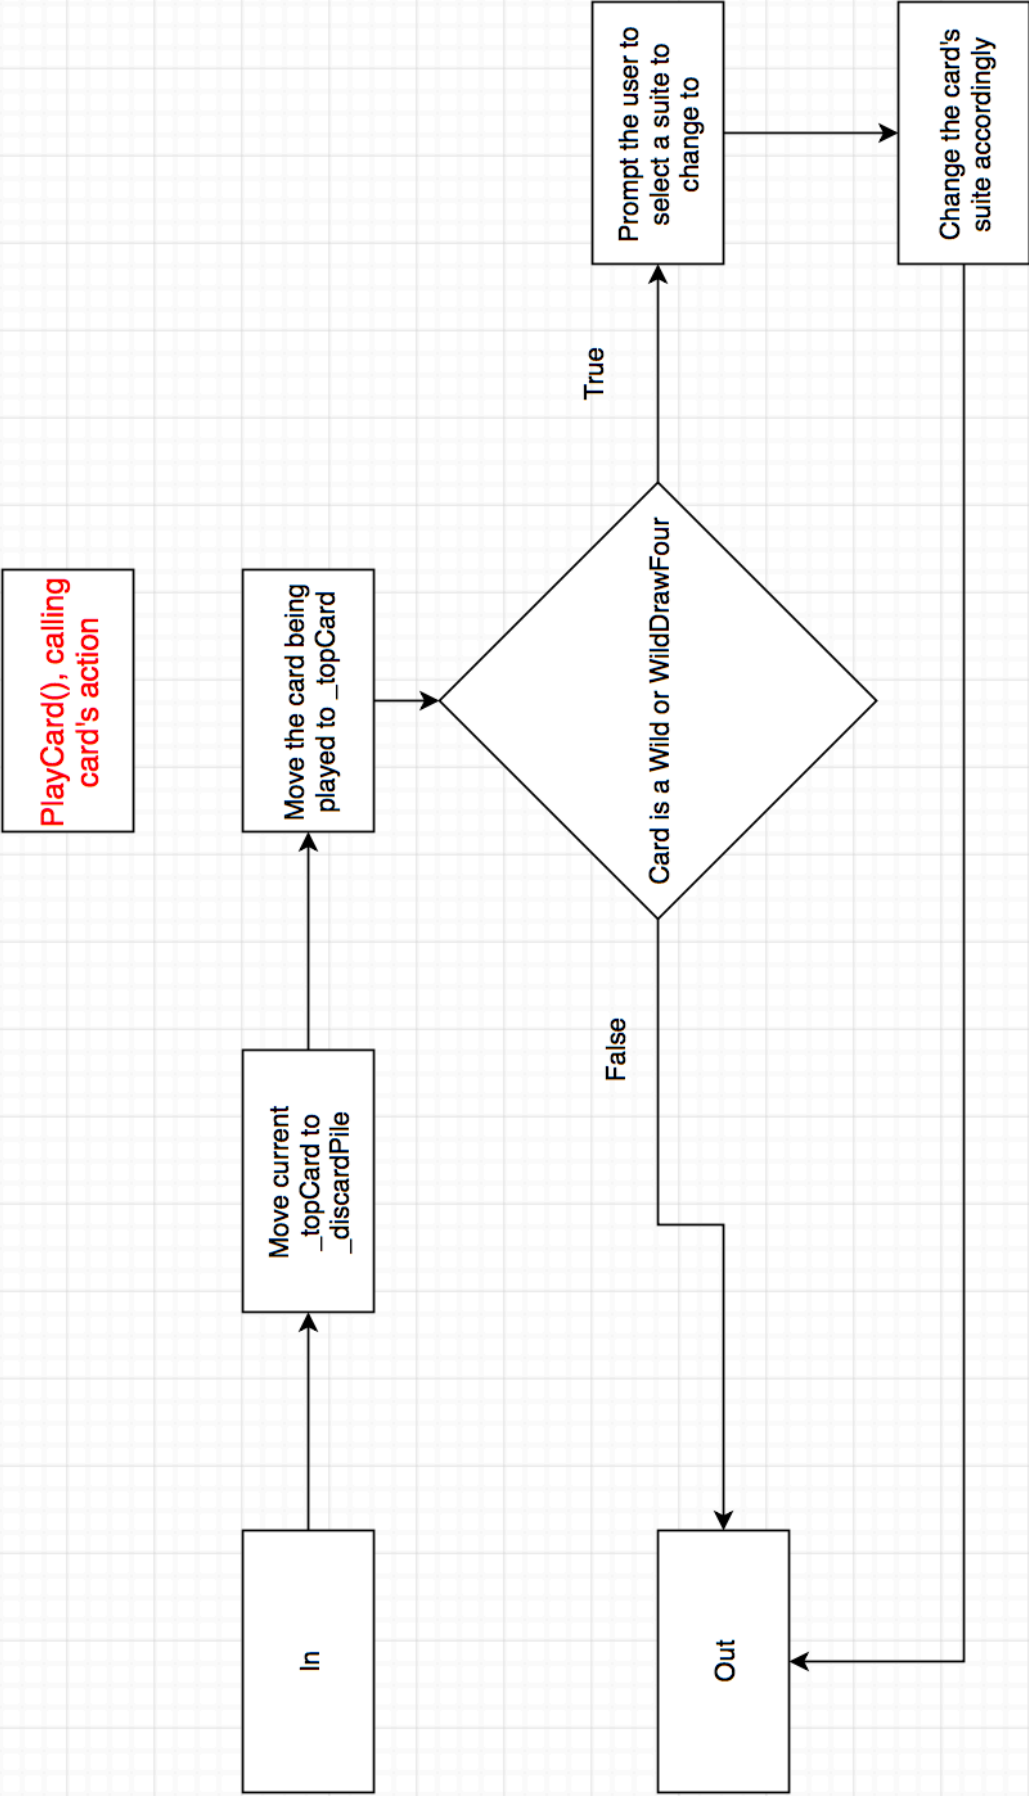 PlayCard(), calling
card's action
In
Move current
_topCard to
_discardPile
Move the card being
played to _topCard
Card is a Wild or WildDrawFour
True
Prompt the user to
select a suite to
change to
Change the card's
suite accordingly
False
Out